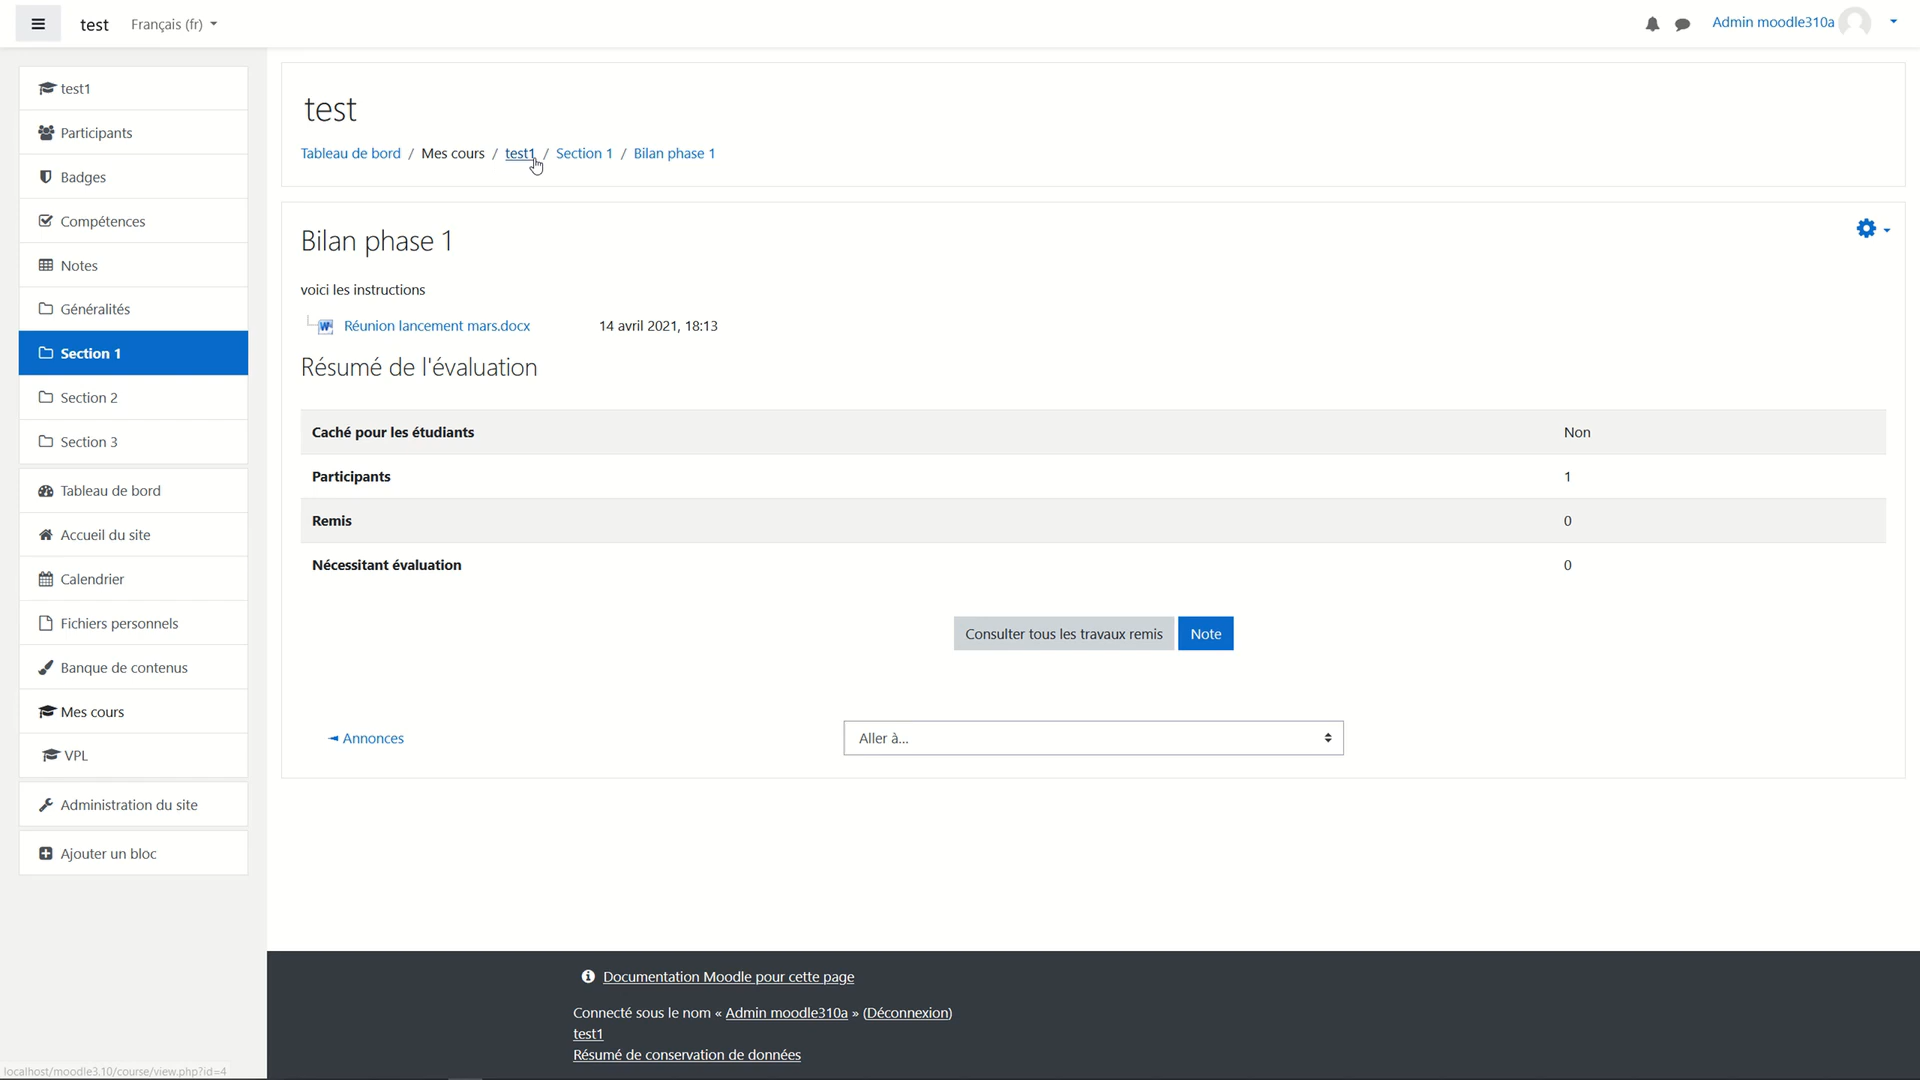 test Français (fr) Admin moodle310a
test1
Participants
Badges
Compétences
Notes
Généralités
Section 1
Section 2
Section 3
Tableau de bord
Accueil du site
Calendrier
Fichiers personnels
Banque de contenus
Mes cours
VPL
Administration du site
Ajouter un bloc
test
Tableau de bord / Mes cours / test1 / Section 1 / Bilan phase 1
Bilan phase 1
voici les instructions
Réunion lancement mars.docx 14 avril 2021, 18:13
Résumé de l'évaluation
Caché pour les étudiants Non
Participants 1
Remis 0
Nécessitant évaluation 0
Consulter tous les travaux remis Note
◄ Annonces Aller à...
Documentation Moodle pour cette page
Connecté sous le nom « Admin moodle310a » (Déconnexion)
test1
Résumé de conservation de données
localhost/moodle3.10/course/view.php?id=4